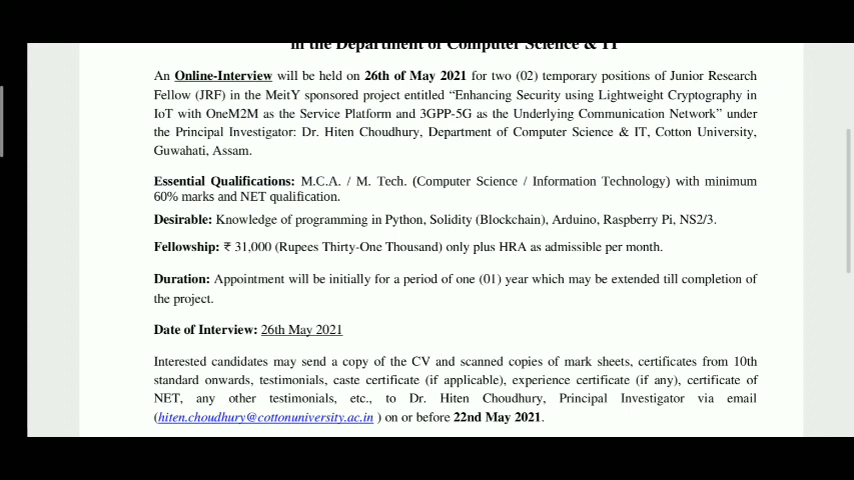 in the Department of Computer Science & IT
An Online-Interview will be held on 26th of May 2021 for two (02) temporary positions of Junior Research
Fellow (JRF) in the MeitY sponsored project entitled “Enhancing Security using Lightweight Cryptography in
IoT with OneM2M as the Service Platform and 3GPP-5G as the Underlying Communication Network” under
the Principal Investigator: Dr. Hiten Choudhury, Department of Computer Science & IT, Cotton University,
Guwahati, Assam.
Essential Qualifications: M.C.A. / M. Tech. (Computer Science / Information Technology) with minimum
60% marks and NET qualification.
Desirable: Knowledge of programming in Python, Solidity (Blockchain), Arduino, Raspberry Pi, NS2/3.
Fellowship: ₹ 31,000 (Rupees Thirty-One Thousand) only plus HRA as admissible per month.
Duration: Appointment will be initially for a period of one (01) year which may be extended till completion of
the project.
Date of Interview: 26th May 2021
Interested candidates may send a copy of the CV and scanned copies of mark sheets, certificates from 10th
standard onwards, testimonials, caste certificate (if applicable), experience certificate (if any), certificate of
NET, any other testimonials, etc., to Dr. Hiten Choudhury, Principal Investigator via email
(hiten.choudhury@cottonuniversity.ac.in ) on or before 22nd May 2021.